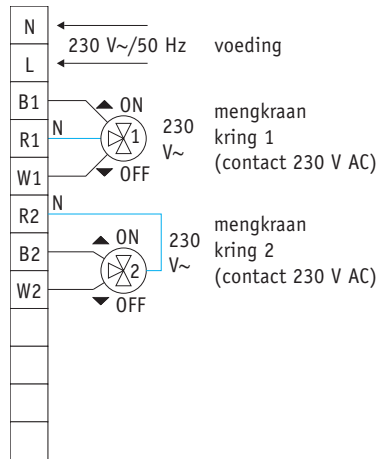 N
230 V~/50 Hz voeding
L
B1
▲ ON
mengkraan
R1 N 1 230 V~ kring 1
(contact 230 V AC)
W1
▼ OFF
R2 N
mengkraan
▲ ON
B2 2 230 V~ kring 2
(contact 230 V AC)
W2
▼ OFF